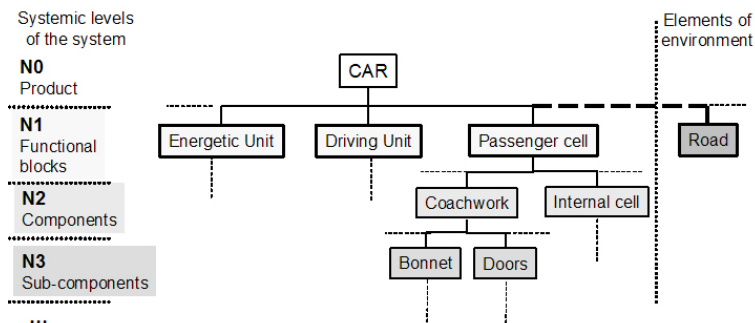 Systemic levels
of the system
Elements of
environment
N0
Product
CAR
N1
Functional
blocks
Energetic Unit
Driving Unit
Passenger cell
Road
N2
Components
Coachwork
Internal cell
N3
Sub-components
Bonnet
Doors
...